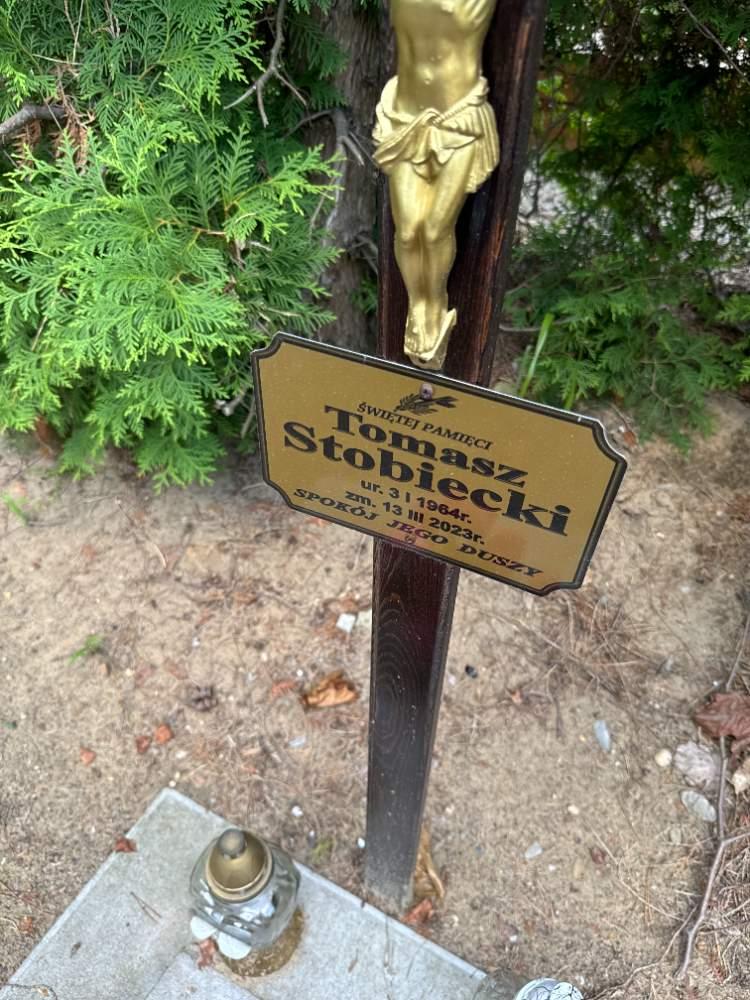 ŚWIĘTEJ PAMIĘCI
Tomasz
Stobiecki
ur. 3 I 1964r.
zm. 13 III 2023r.
SPOKÓJ JEGO DUSZY